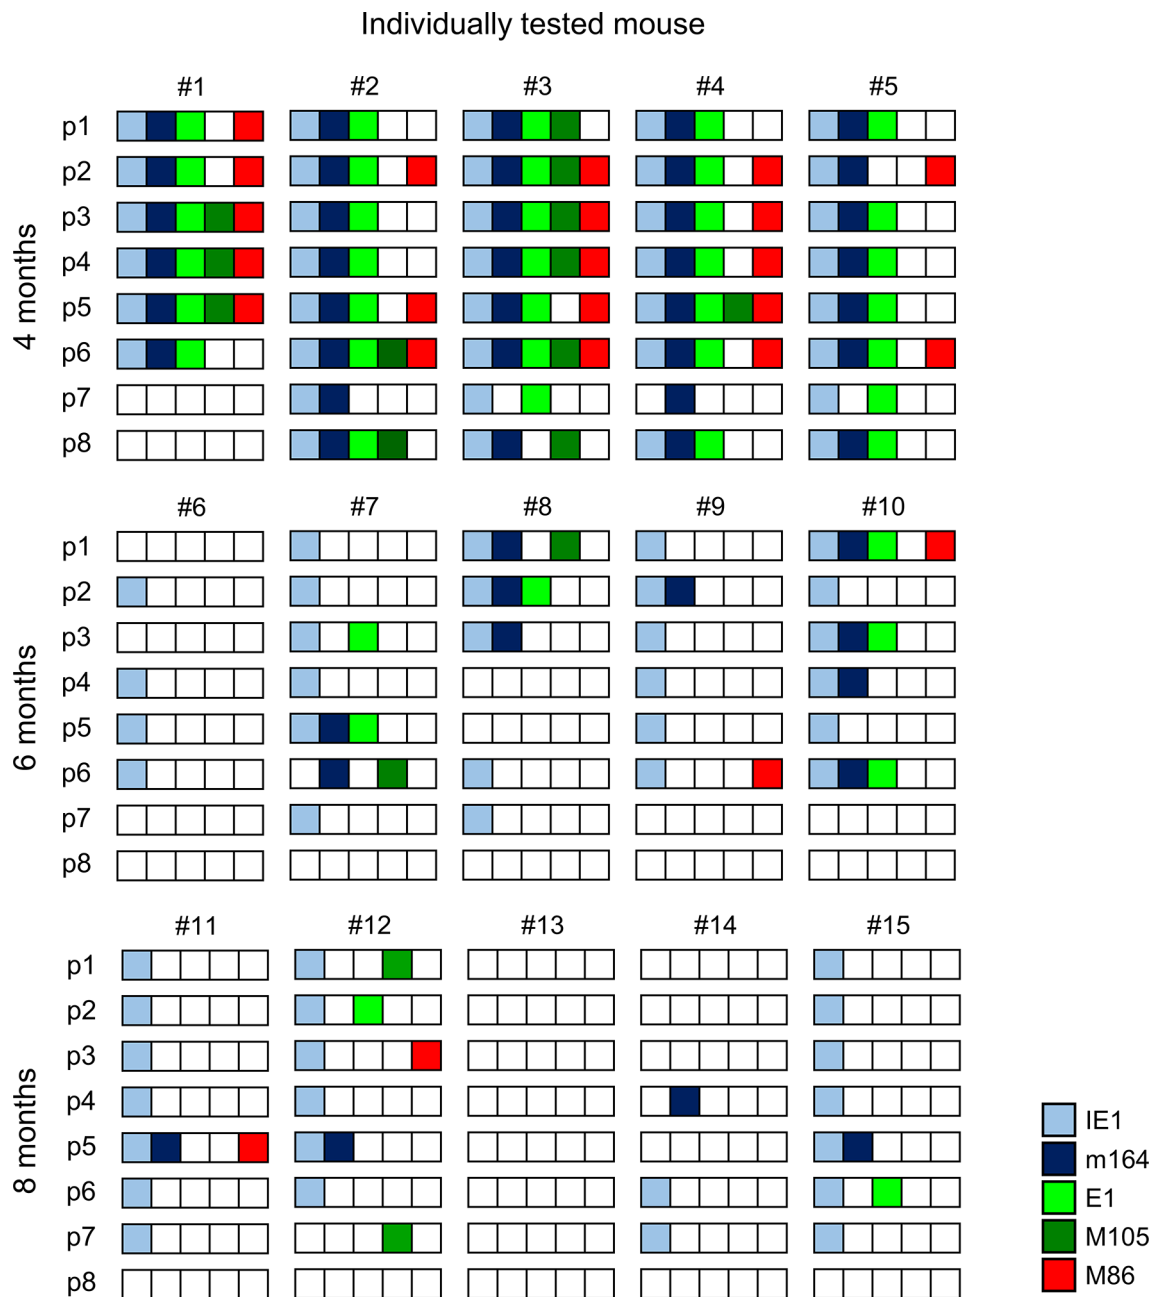 Individually tested mouse
#1 #2 #3 #4 #5
p1
p2
p3
p4
p5
p6
p7
p8
4 months
#6 #7 #8 #9 #10
p1
p2
p3
p4
p5
p6
p7
p8
6 months
#11 #12 #13 #14 #15
p1
p2
p3
p4
p5
p6
p7
p8
8 months
IE1
m164
E1
M105
M86